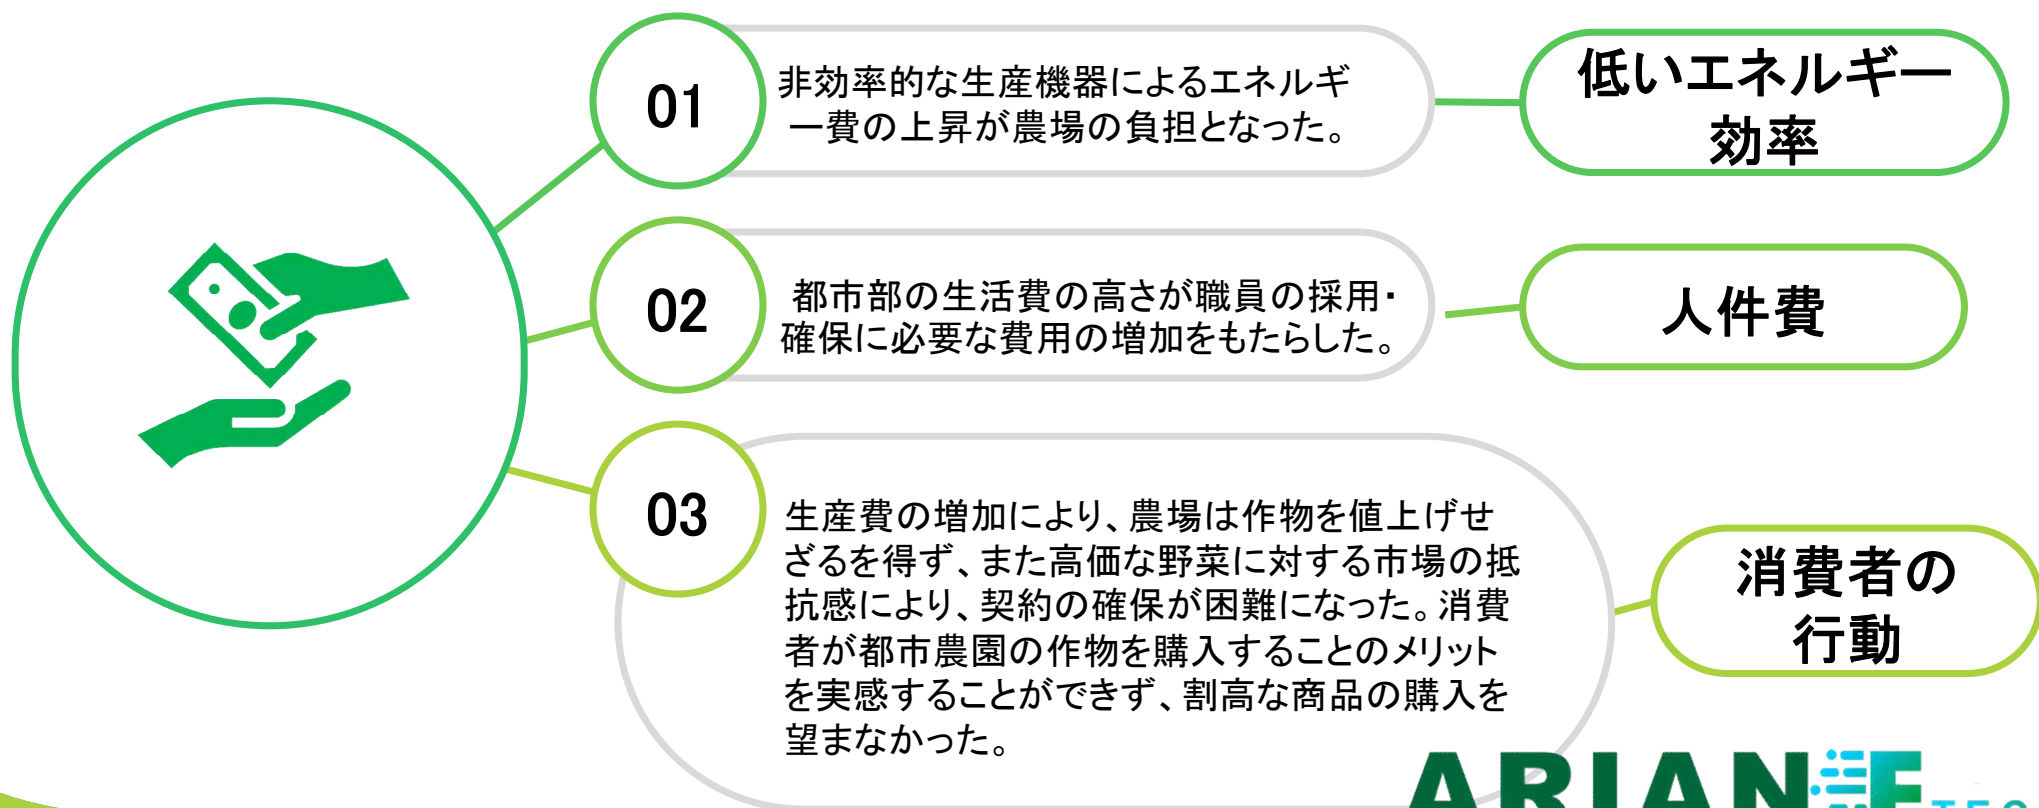 01
非効率的な生産機器によるエネルギ
ー費の上昇が農場の負担となった。
低いエネルギー
効率
02
都市部の生活費の高さが職員の採用・
確保に必要な費用の増加をもたらした。
人件費
03
生産費の増加により、農場は作物を値上げせ
ざるを得ず、また高価な野菜に対する市場の抵
抗感により、契約の確保が困難になった。消費
者が都市農園の作物を購入することのメリット
を実感することができず、割高な商品の購入を
望まなかった。
消費者の
行動
ARIANE